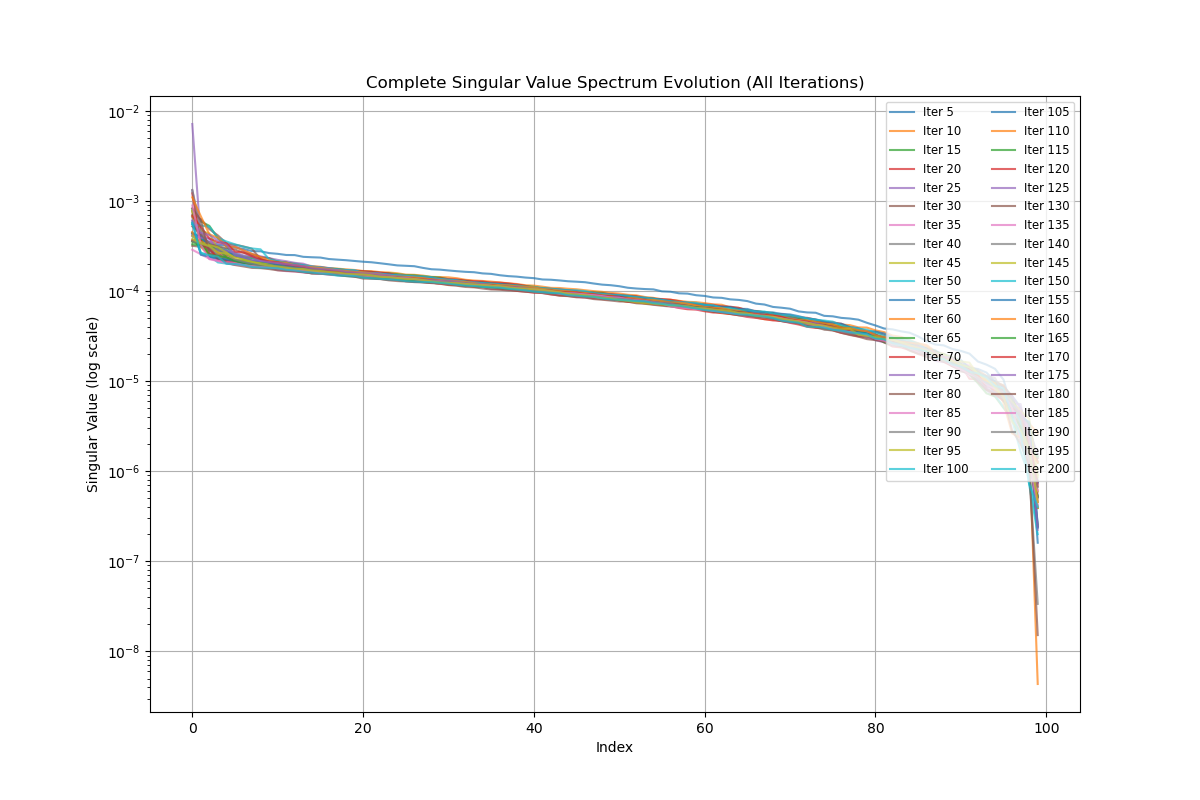 Complete Singular Value Spectrum Evolution (All Iterations)
Singular Value (log scale)
10⁻²
10⁻³
10⁻⁴
10⁻⁵
10⁻⁶
10⁻⁷
10⁻⁸
0 20 40 60 80 100
Index
Iter 5
Iter 10
Iter 15
Iter 20
Iter 25
Iter 30
Iter 35
Iter 40
Iter 45
Iter 50
Iter 55
Iter 60
Iter 65
Iter 70
Iter 75
Iter 80
Iter 85
Iter 90
Iter 95
Iter 100
Iter 105
Iter 110
Iter 115
Iter 120
Iter 125
Iter 130
Iter 135
Iter 140
Iter 145
Iter 150
Iter 155
Iter 160
Iter 165
Iter 170
Iter 175
Iter 180
Iter 185
Iter 190
Iter 195
Iter 200